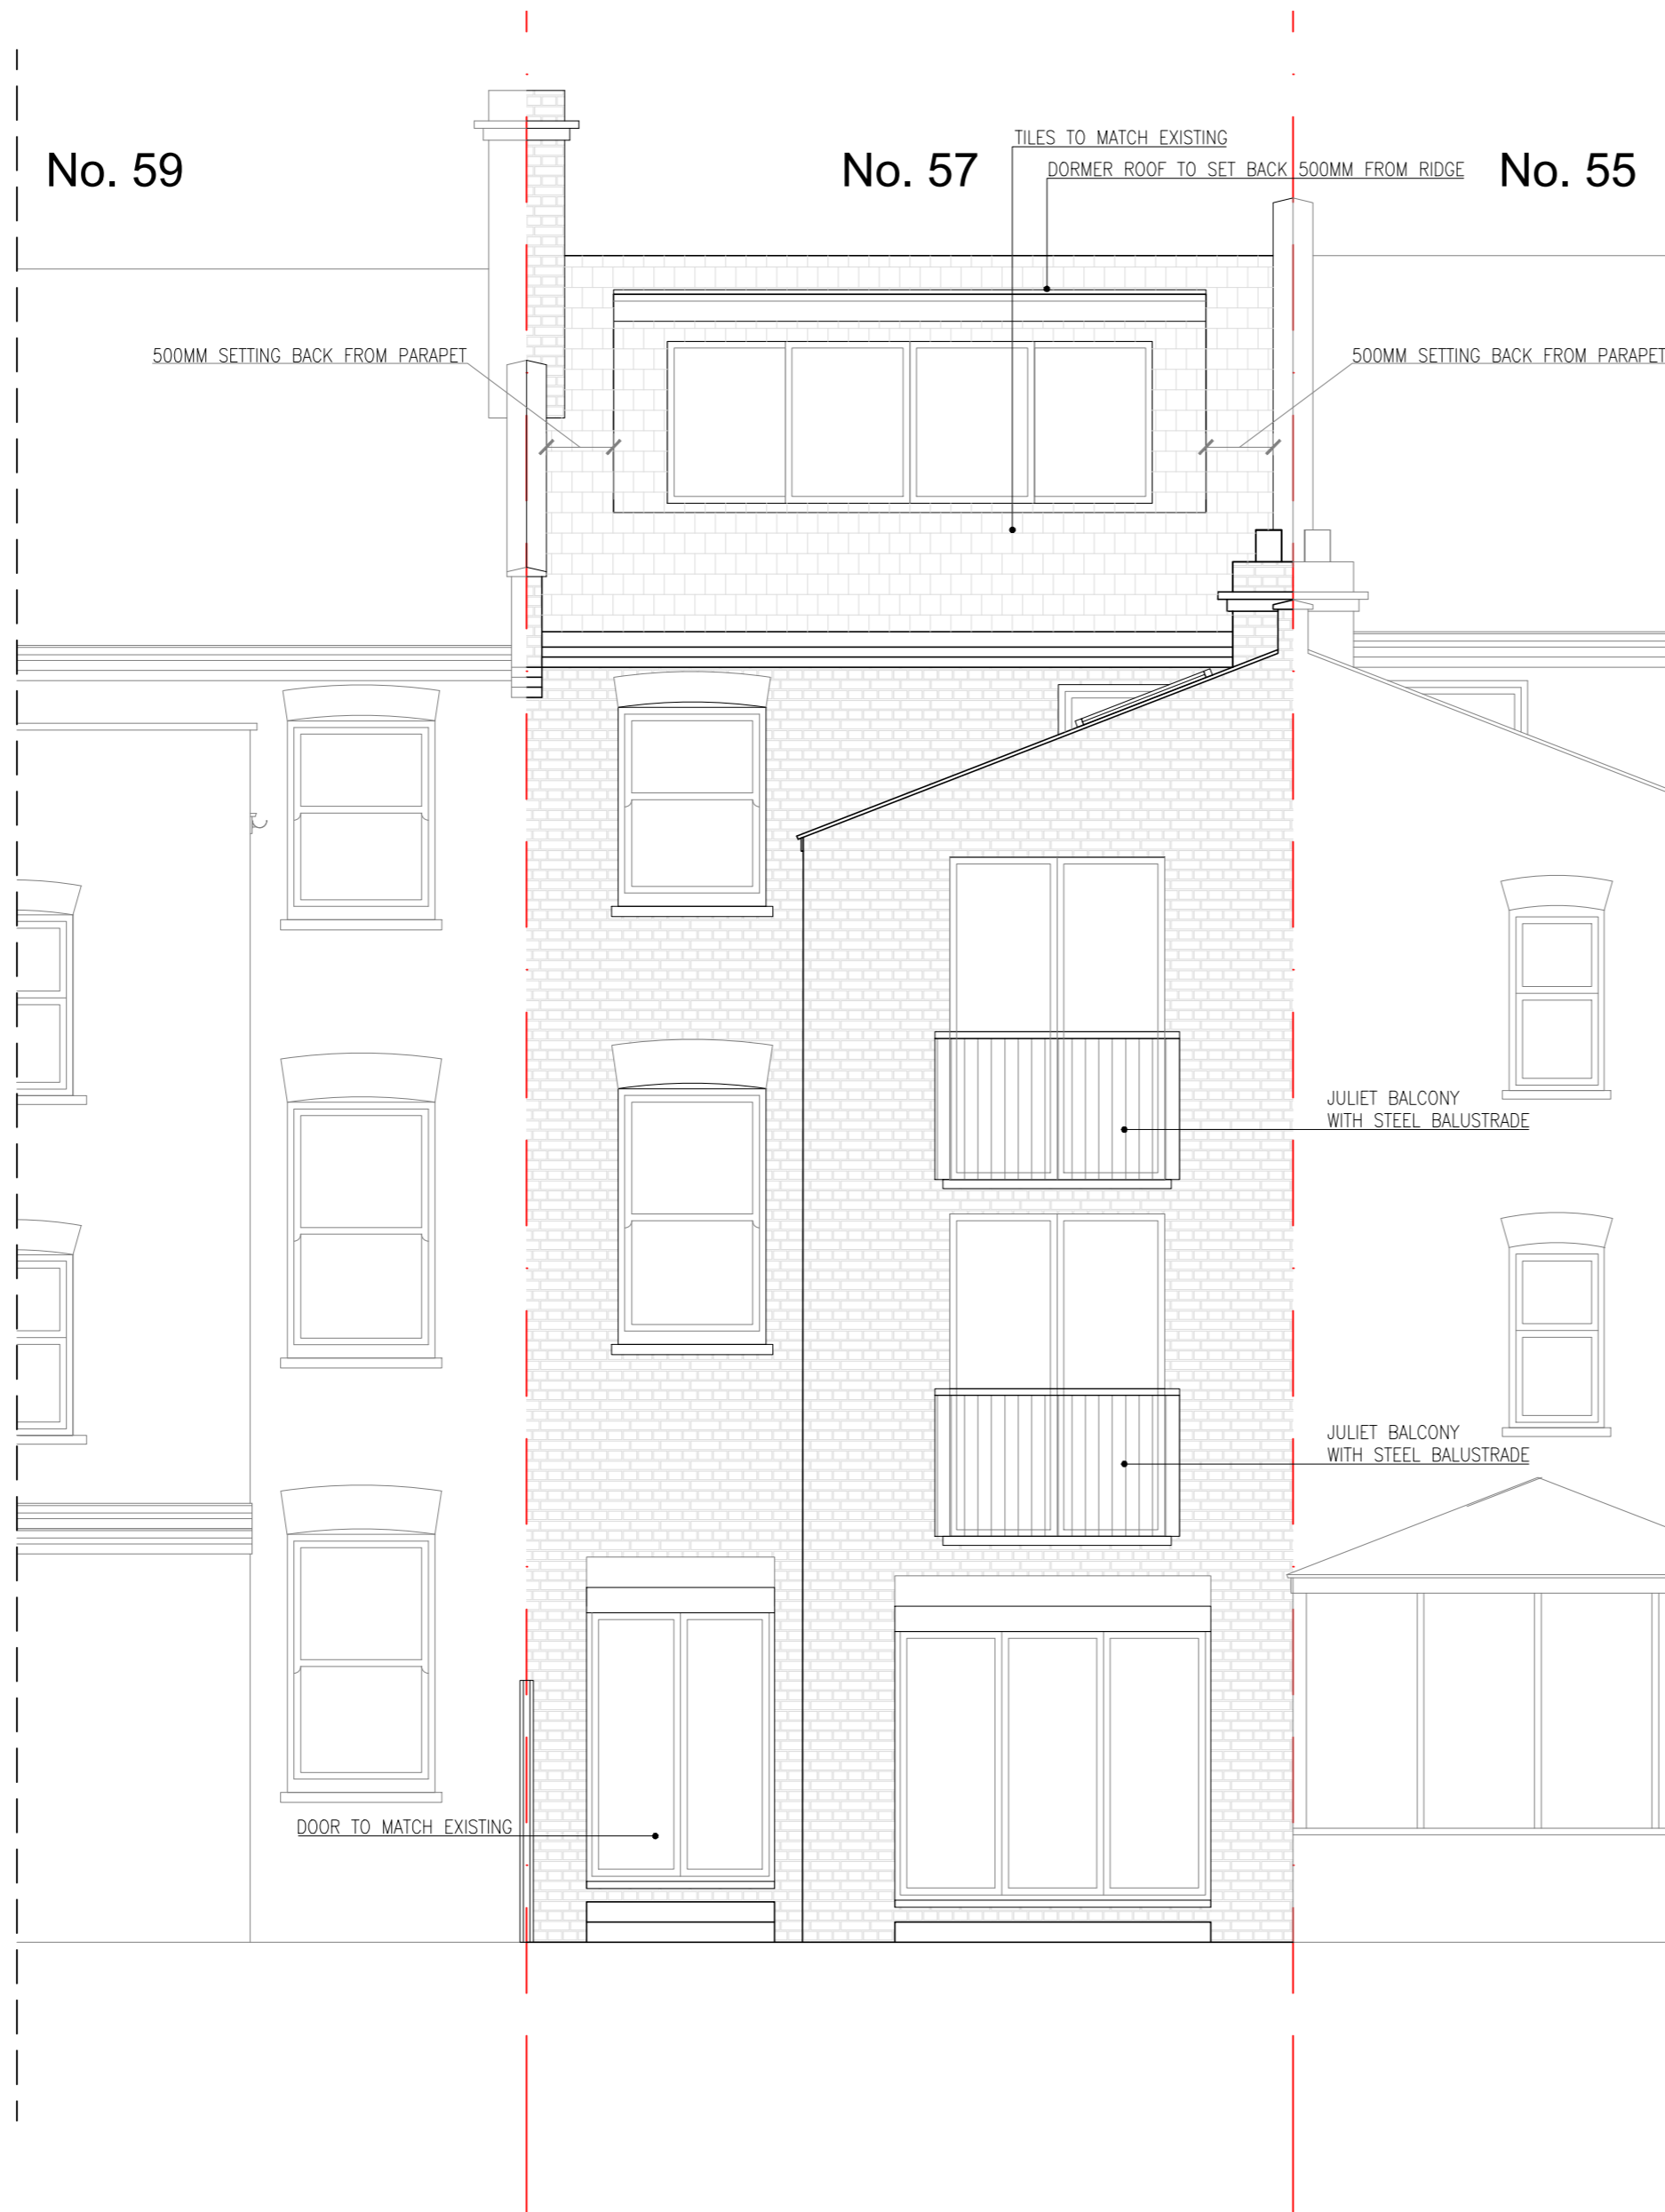 TILES TO MATCH EXISTING
No. 59
No. 57
DORMER ROOF TO SET BACK 500MM FROM RIDGE
No. 55
500MM SETTING BACK FROM PARAPET
500MM SETTING BACK FROM PARAPET
JULIET BALCONY
WITH STEEL BALUSTRADE
JULIET BALCONY
WITH STEEL BALUSTRADE
DOOR TO MATCH EXISTING